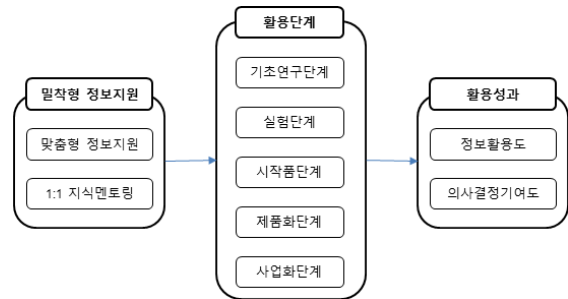 밀착형 정보지원
맞춤형 정보지원
1:1 지식멘토링
활용단계
기초연구단계
실험단계
시작품단계
제품화단계
사업화단계
활용성과
정보활용도
의사결정기여도